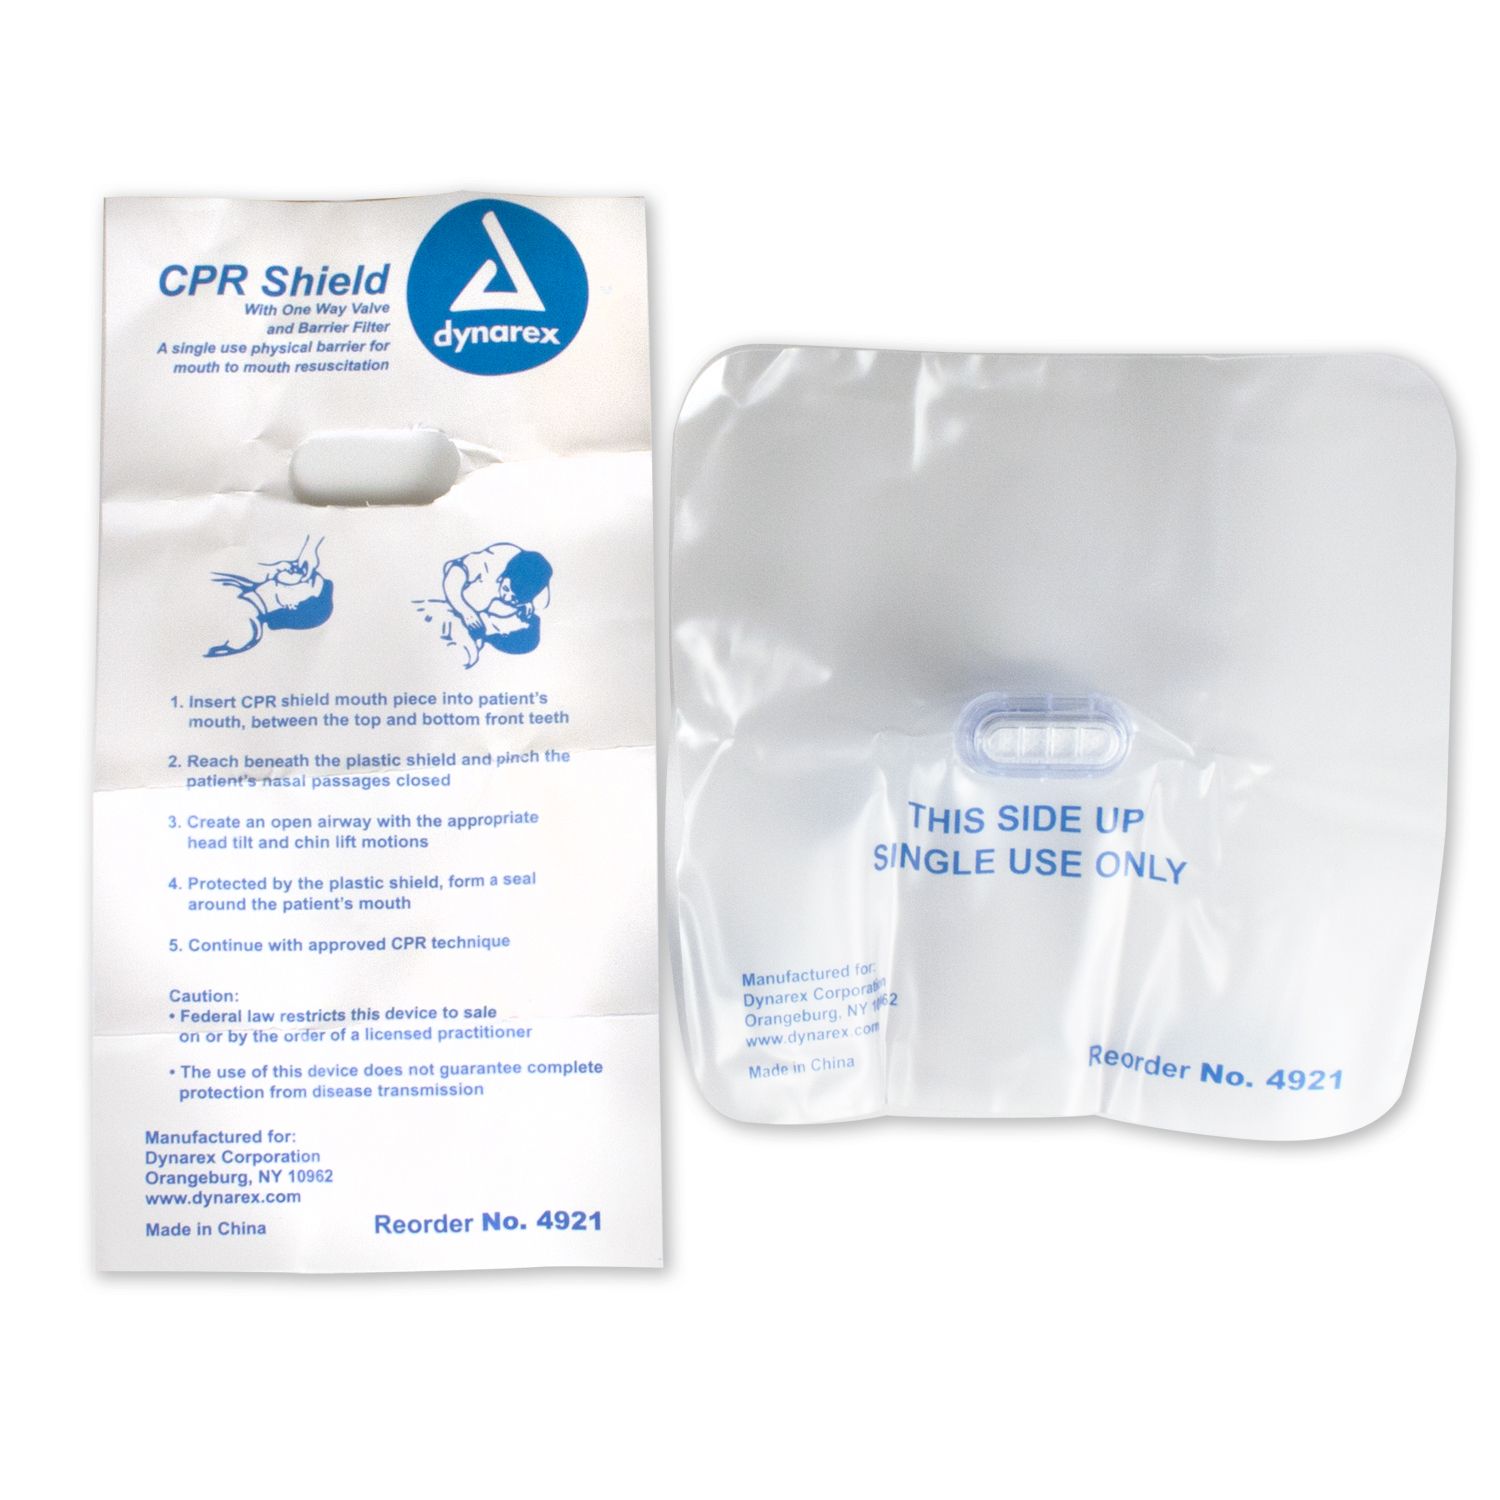 CPR Shield
With One Way Valve
and Barrier Filter
A single use physical barrier for
mouth to mouth resuscitation
dynarex
1. Insert CPR shield mouth piece into patient's
mouth, between the top and bottom front teeth
2. Reach beneath the plastic shield and pinch the
patient's nasal passages closed
3. Create an open airway with the appropriate
head tilt and chin lift motions
4. Protected by the plastic shield, form a seal
around the patient's mouth
5. Continue with approved CPR technique
Caution:
• Federal law restricts this device to sale
on or by the order of a licensed practitioner
• The use of this device does not guarantee complete
protection from disease transmission
Manufactured for:
Dynarex Corporation
Orangeburg, NY 10962
www.dynarex.com
Made in China
Reorder No. 4921
THIS SIDE UP
SINGLE USE ONLY
Manufactured for:
Dynarex Corporation
Orangeburg, NY 10962
www.dynarex.com
Made in China
Reorder No. 4921